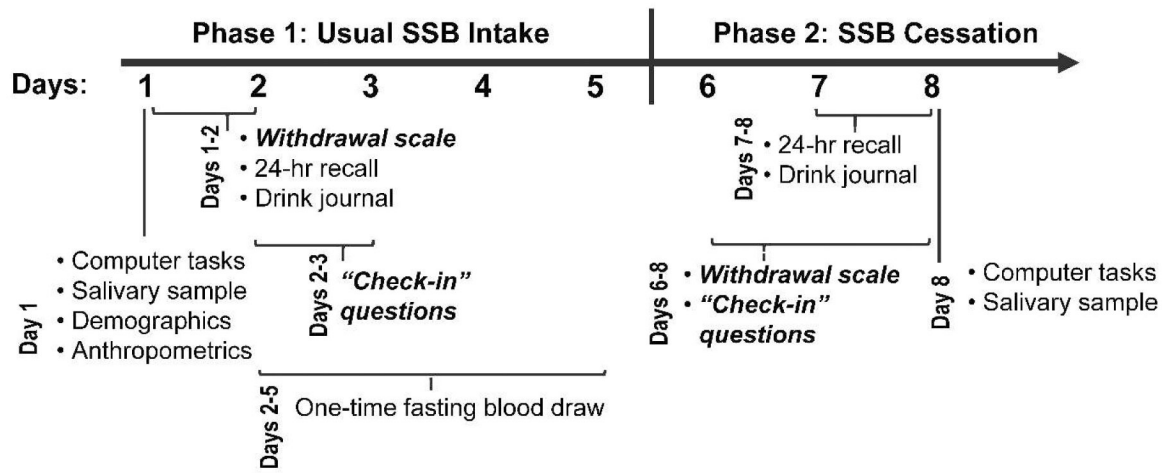 Phase 1: Usual SSB Intake
Phase 2: SSB Cessation
Days: 1 2 3 4 5 6 7 8
Days 1-2
• Withdrawal scale
• 24-hr recall
• Drink journal
Days 7-8
• 24-hr recall
• Drink journal
Day 1
• Computer tasks
• Salivary sample
• Demographics
• Anthropometrics
Days 2-3
“Check-in”
questions
Days 6-8
• Withdrawal scale
• “Check-in”
questions
Day 8
• Computer tasks
• Salivary sample
Days 2-5
One-time fasting blood draw